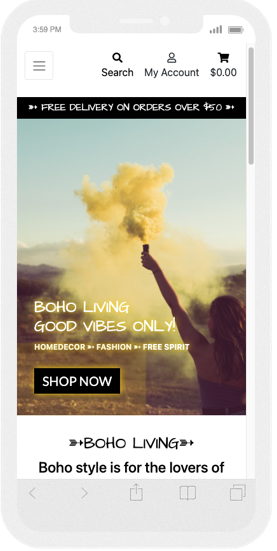 3:59 PM
Search My Account $0.00
➳ FREE DELIVERY ON ORDERS OVER $50 ➳
BOHO LIVING
GOOD VIBES ONLY!
HOMEDECOR ➳ FASHION ➳ FREE SPIRIT
SHOP NOW
➳BOHO LIVING➳
Boho style is for the lovers of